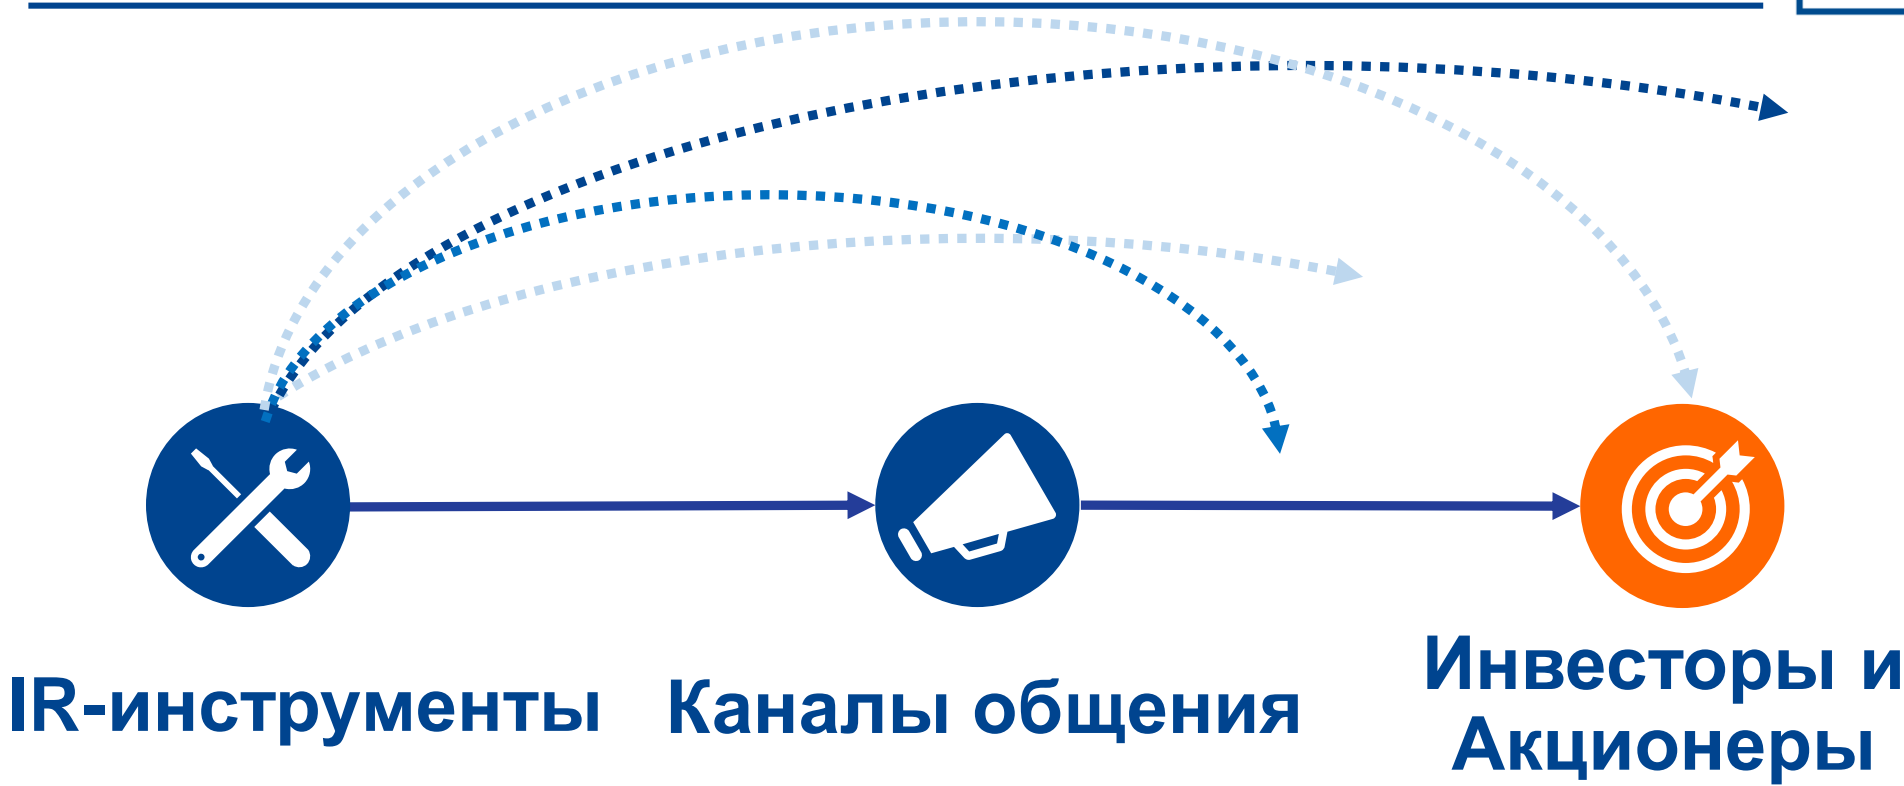 IR-инструменты
Каналы общения
Инвесторы и
Акционеры